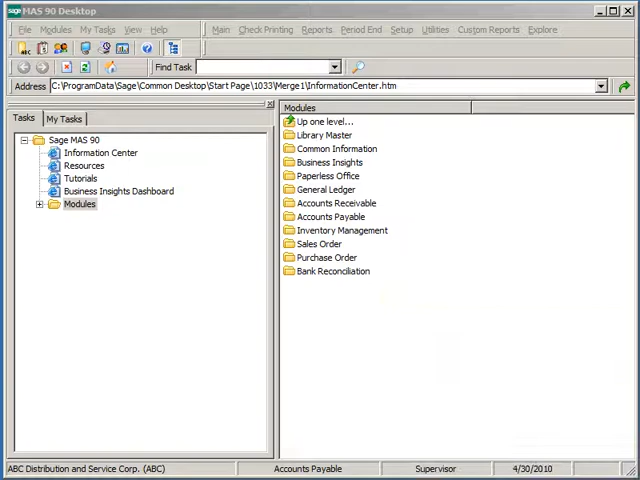 sage MAS 90 Desktop
File Modules My Tasks View Help Main Check Printing Reports Period End Setup Utilities Custom Reports Explore
ABC
Find Task
Address C:\ProgramData\Sage\Common Desktop\Start Page\1033\Merge1\InformationCenter.htm
Tasks My Tasks
Sage MAS 90
Information Center
Resources
Tutorials
Business Insights Dashboard
Modules
Modules
Up one level...
Library Master
Common Information
Business Insights
Paperless Office
General Ledger
Accounts Receivable
Accounts Payable
Inventory Management
Sales Order
Purchase Order
Bank Reconciliation
ABC Distribution and Service Corp. (ABC) Accounts Payable Supervisor 4/30/2010